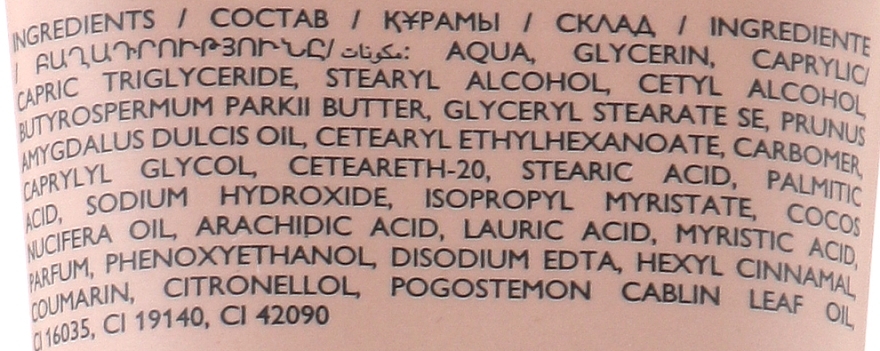 INGREDIENTS / СОСТАВ / ҚҰРАМЫ / СКЛАД / INGREDIENTE
/ ԲԱՂԱԴՐՈՒԹՅՈՒՆԸ/ مكونات: AQUA, GLYCERIN, CAPRYLIC/
CAPRIC TRIGLYCERIDE, STEARYL ALCOHOL, CETYL ALCOHOL,
BUTYROSPERMUM PARKII BUTTER, GLYCERYL STEARATE SE, PRUNUS
AMYGDALUS DULCIS OIL, CETEARYL ETHYLHEXANOATE, CARBOMER,
CAPRYLYL GLYCOL, CETEARETH-20, STEARIC ACID, PALMITIC
ACID, SODIUM HYDROXIDE, ISOPROPYL MYRISTATE, COCOS
NUCIFERA OIL, ARACHIDIC ACID, LAURIC ACID, MYRISTIC ACID,
PARFUM, PHENOXYETHANOL, DISODIUM EDTA, HEXYL CINNAMAL,
COUMARIN, CITRONELLOL, POGOSTEMON CABLIN LEAF OIL,
CI 16035, CI 19140, CI 42090